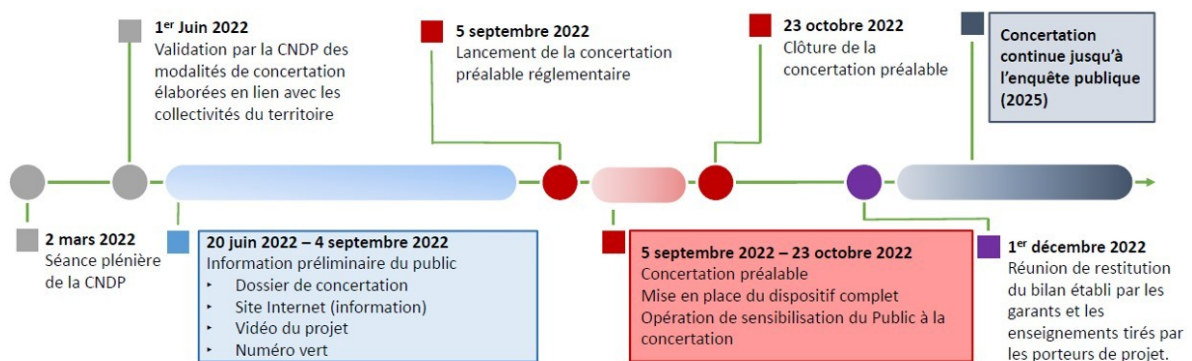 1er Juin 2022
Validation par la CNDP des
modalités de concertation
élaborées en lien avec les
collectivités du territoire
5 septembre 2022
Lancement de la concertation
préalable réglementaire
23 octobre 2022
Clôture de la
concertation préalable
Concertation
continue jusqu'à
l'enquête publique
(2025)
2 mars 2022
Séance plénière
de la CNDP
20 juin 2022 – 4 septembre 2022
Information préliminaire du public
‣ Dossier de concertation
‣ Site Internet (information)
‣ Vidéo du projet
‣ Numéro vert
5 septembre 2022 – 23 octobre 2022
Concertation préalable
Mise en place du dispositif complet
Opération de sensibilisation du Public à la
concertation
1er décembre 2022
Réunion de restitution
du bilan établi par les
garants et les
enseignements tirés par
les porteurs de projet.